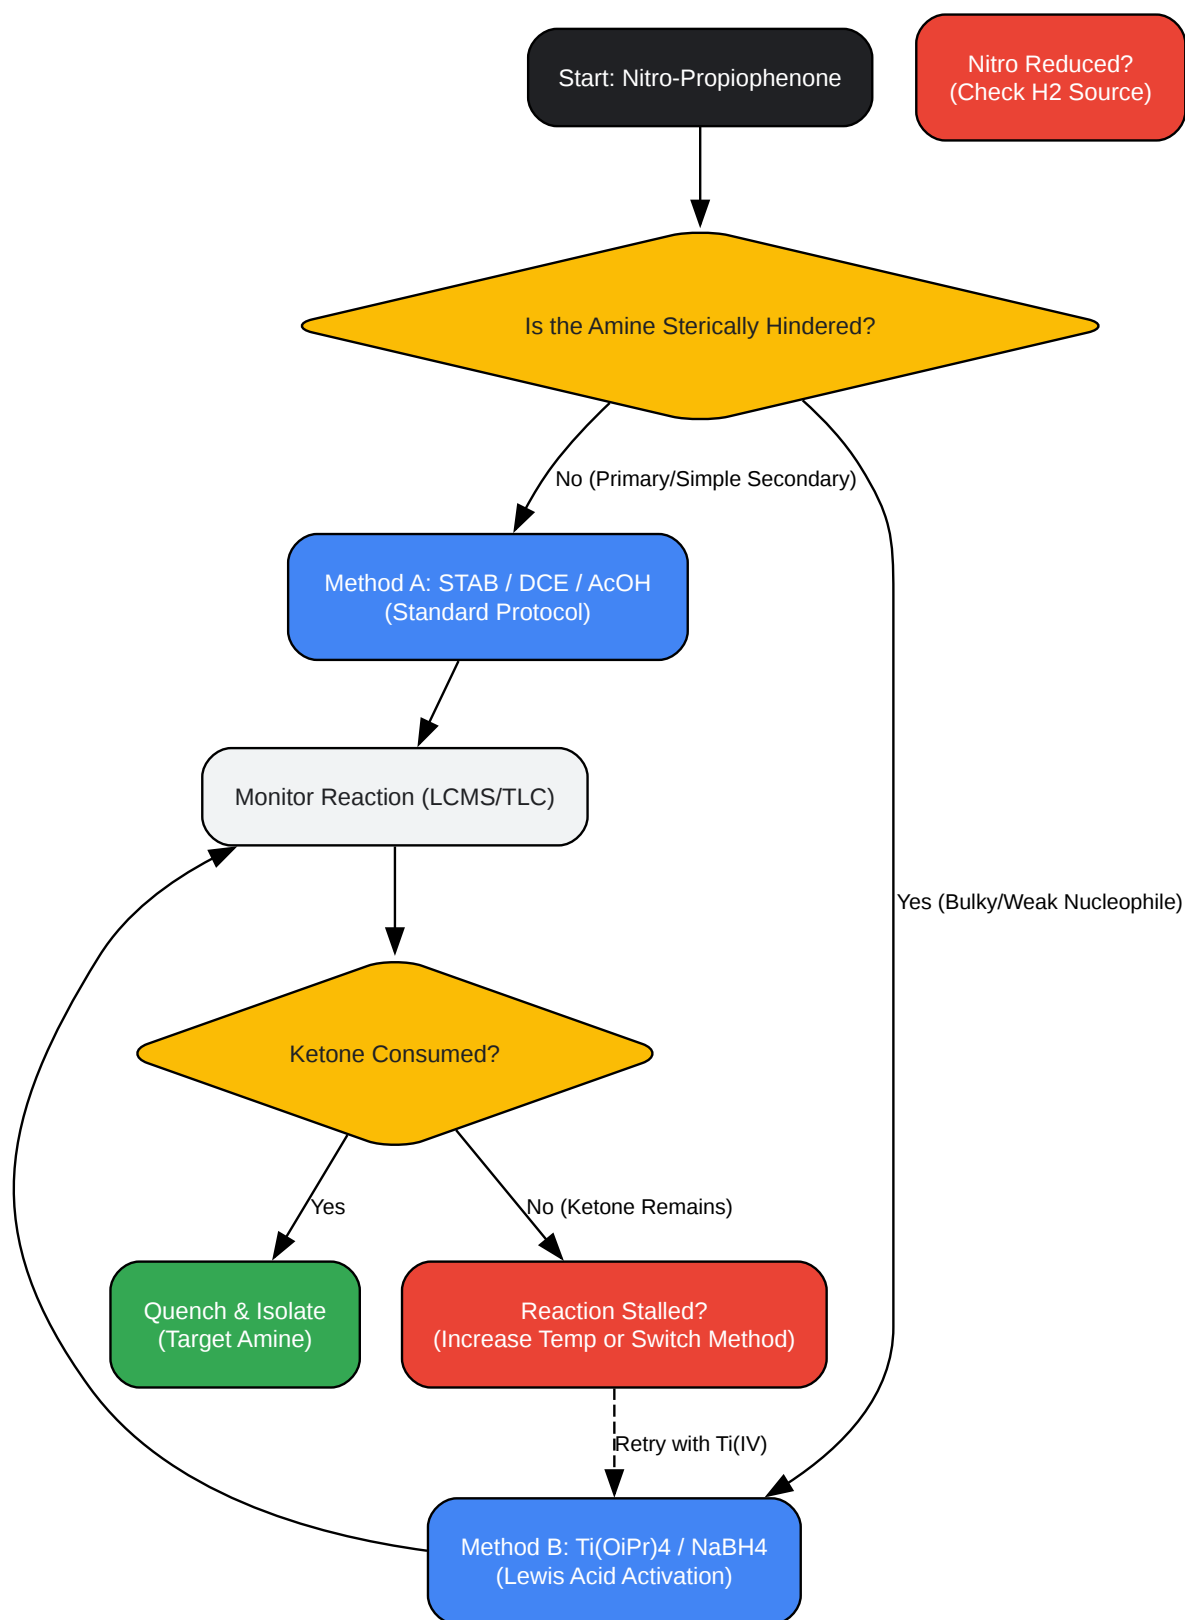 Start: Nitro-Propiophenone
Nitro Reduced?
(Check H2 Source)
Is the Amine Sterically Hindered?
No (Primary/Simple Secondary)
Method A: STAB / DCE / AcOH
(Standard Protocol)
Monitor Reaction (LCMS/TLC)
Yes (Bulky/Weak Nucleophile)
Ketone Consumed?
Yes
No (Ketone Remains)
Quench & Isolate
(Target Amine)
Reaction Stalled?
(Increase Temp or Switch Method)
Retry with Ti(IV)
Method B: Ti(OiPr)4 / NaBH4
(Lewis Acid Activation)